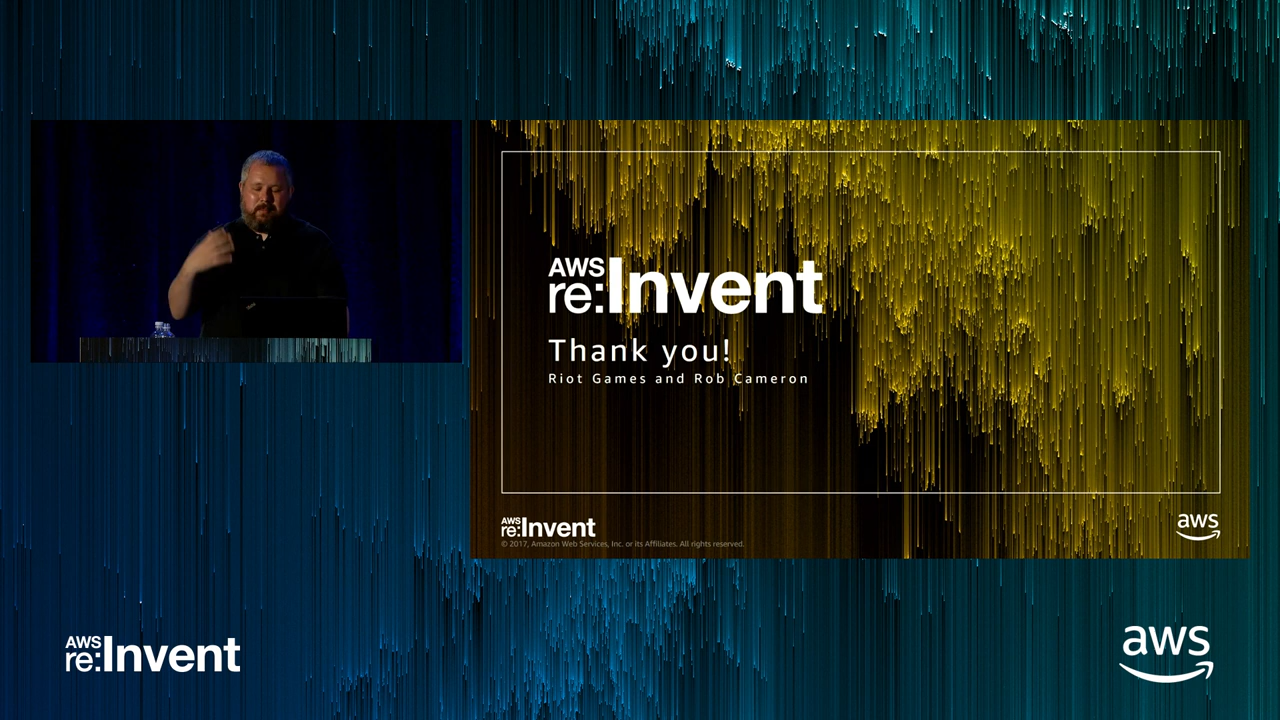 AWS
re:Invent
Thank you!
Riot Games and Rob Cameron
AWS
re:Invent
© 2017, Amazon Web Services, Inc. or its Affiliates. All rights reserved.
aws
AWS
re:Invent
aws